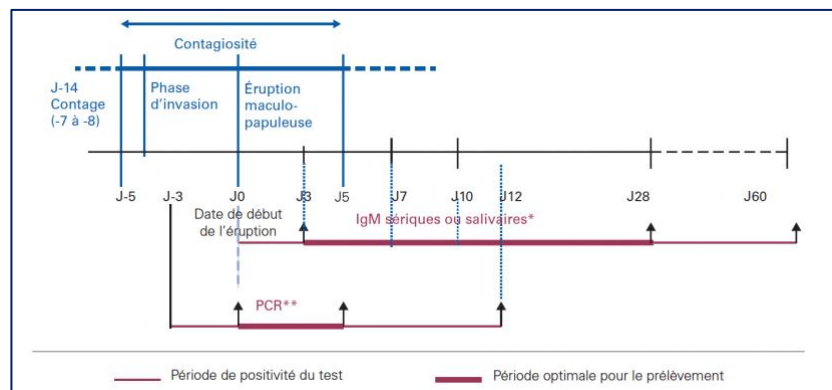 Contagiosité
J-14
Contage
(-7 à -8)
Phase
d'invasion
Éruption
maculo-
papuleuse
J-5 J-3 J0 J3 J5 J7 J10 J12 J28 J60
Date de début
de l'éruption
IgM sériques ou salivaires*
PCR**
Période de positivité du test
Période optimale pour le prélèvement